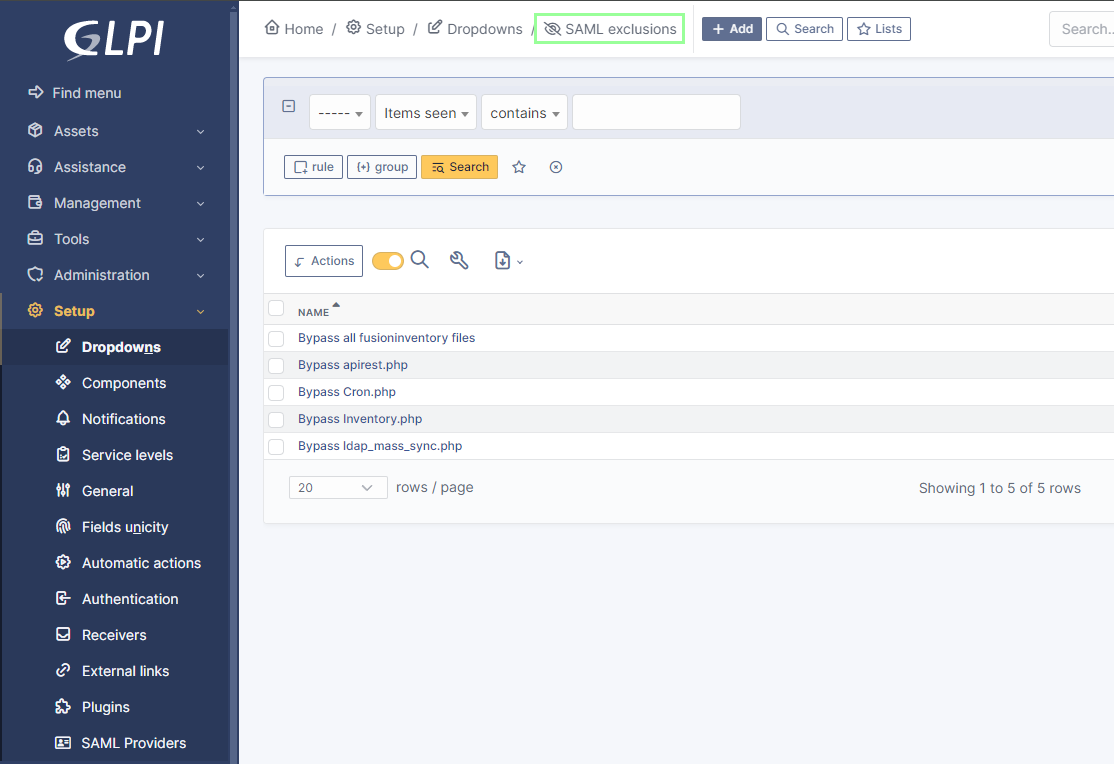 GLPI
Find menu
Assets
Assistance
Management
Tools
Administration
Setup
Dropdowns
Components
Notifications
Service levels
General
Fields unicity
Automatic actions
Authentication
Receivers
External links
Plugins
SAML Providers
Home / Setup / Dropdowns / SAML exclusions
+ Add
Search
Lists
Search...
----- Items seen contains
rule
{+} group
Search
Actions
NAME
Bypass all fusioninventory files
Bypass apirest.php
Bypass Cron.php
Bypass Inventory.php
Bypass ldap_mass_sync.php
20 rows / page
Showing 1 to 5 of 5 rows